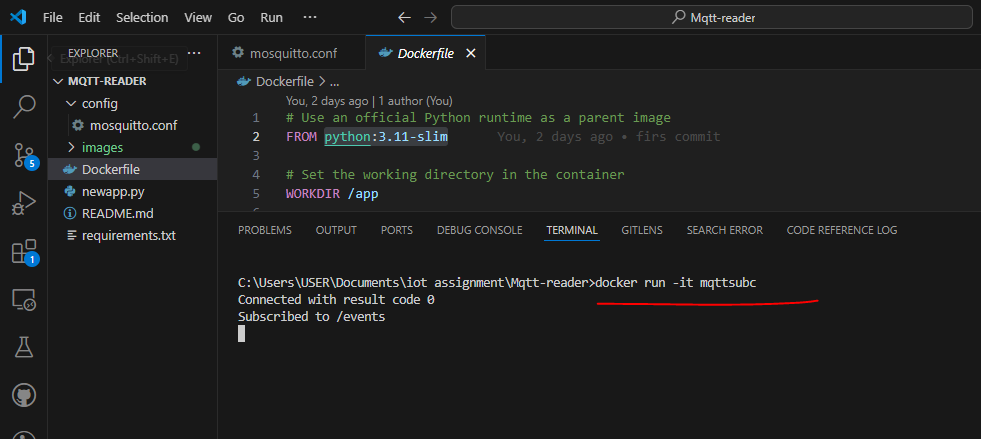 File Edit Selection View Go Run ··· ← → Mqtt-reader
EXPLORER ···
Explorer (Ctrl+Shift+E)
mosquitto.conf Dockerfile ×
MQTT-READER
config
mosquitto.conf
images
Dockerfile
newapp.py
README.md
requirements.txt
5
1
Dockerfile > ...
You, 2 days ago | 1 author (You)
1 # Use an official Python runtime as a parent image
2 FROM python:3.11-slim You, 2 days ago • firs commit
3
4 # Set the working directory in the container
5 WORKDIR /app
PROBLEMS OUTPUT PORTS DEBUG CONSOLE TERMINAL GITLENS SEARCH ERROR CODE REFERENCE LOG
C:\Users\USER\Documents\iot assignment\Mqtt-reader>docker run -it mqttsubc
Connected with result code 0
Subscribed to /events